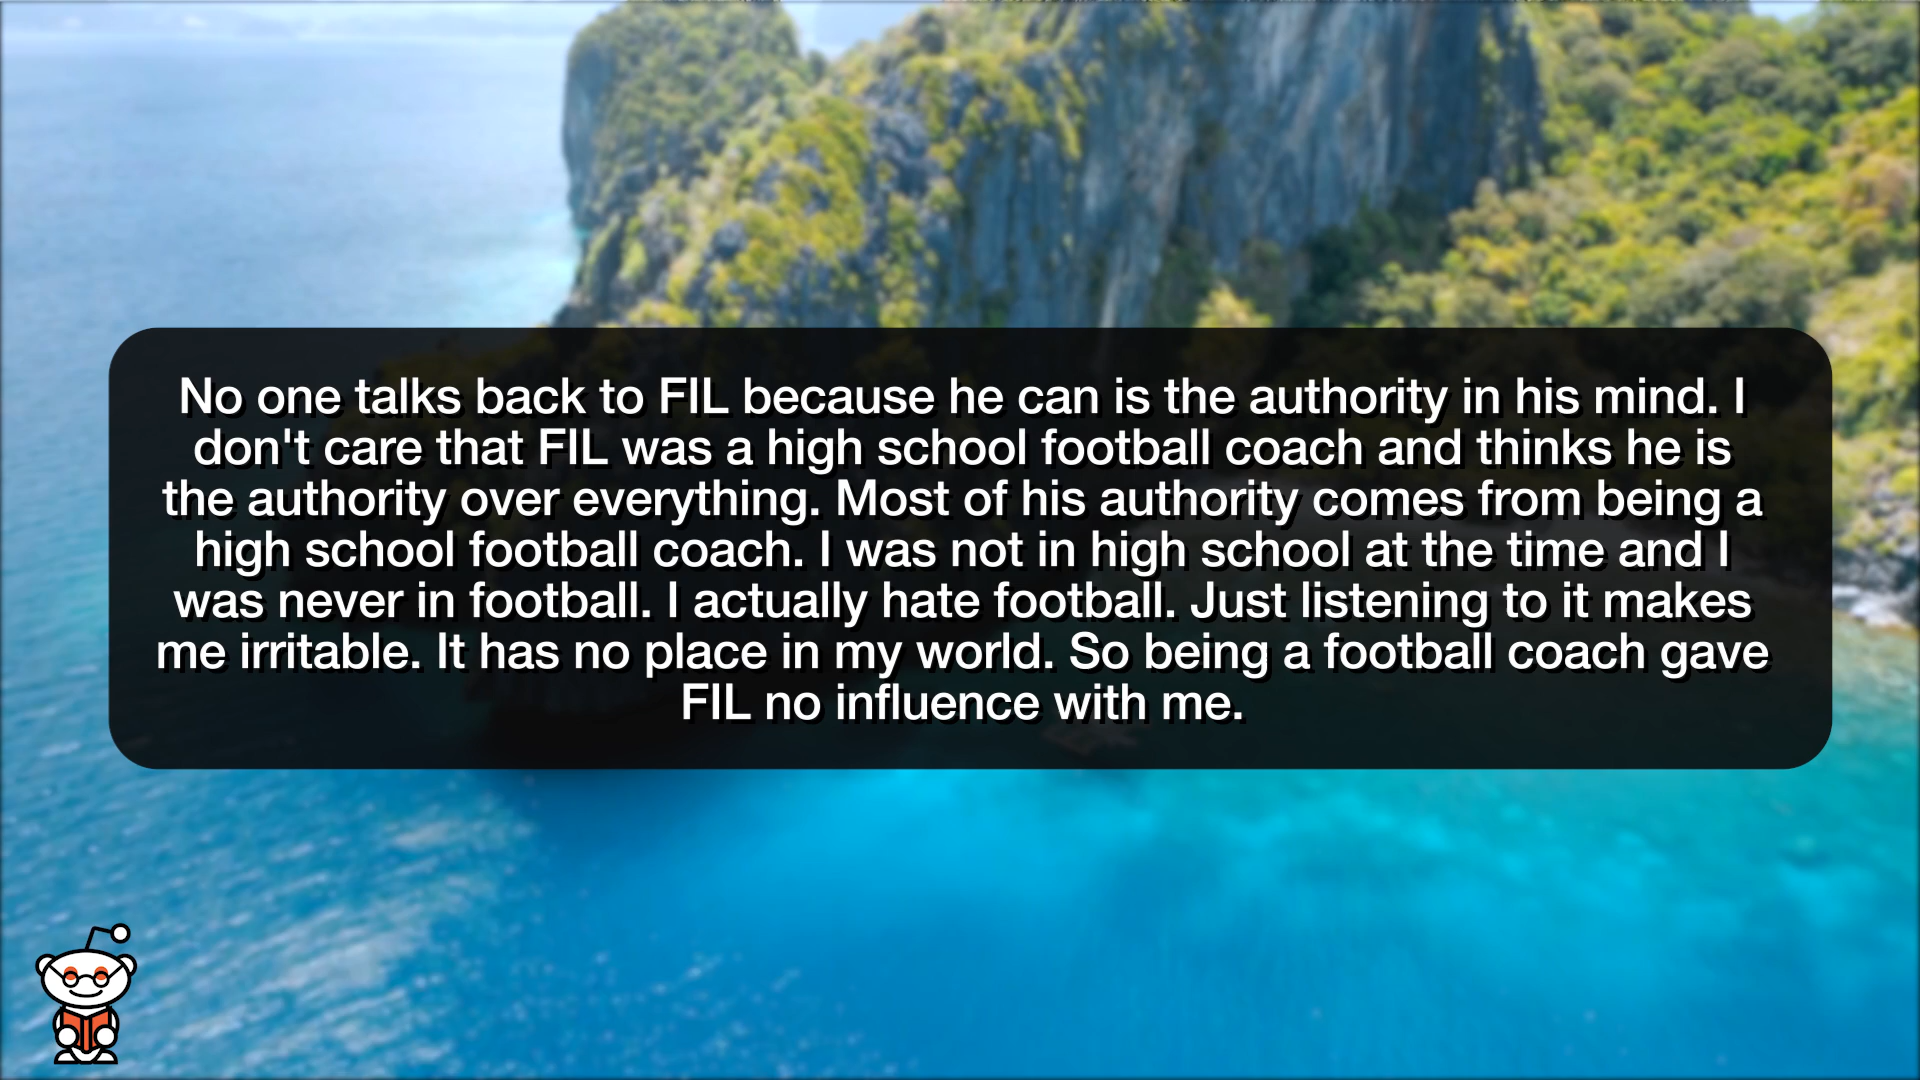 No one talks back to FIL because he can is the authority in his mind. I
don't care that FIL was a high school football coach and thinks he is
the authority over everything. Most of his authority comes from being a
high school football coach. I was not in high school at the time and I
was never in football. I actually hate football. Just listening to it makes
me irritable. It has no place in my world. So being a football coach gave
FIL no influence with me.